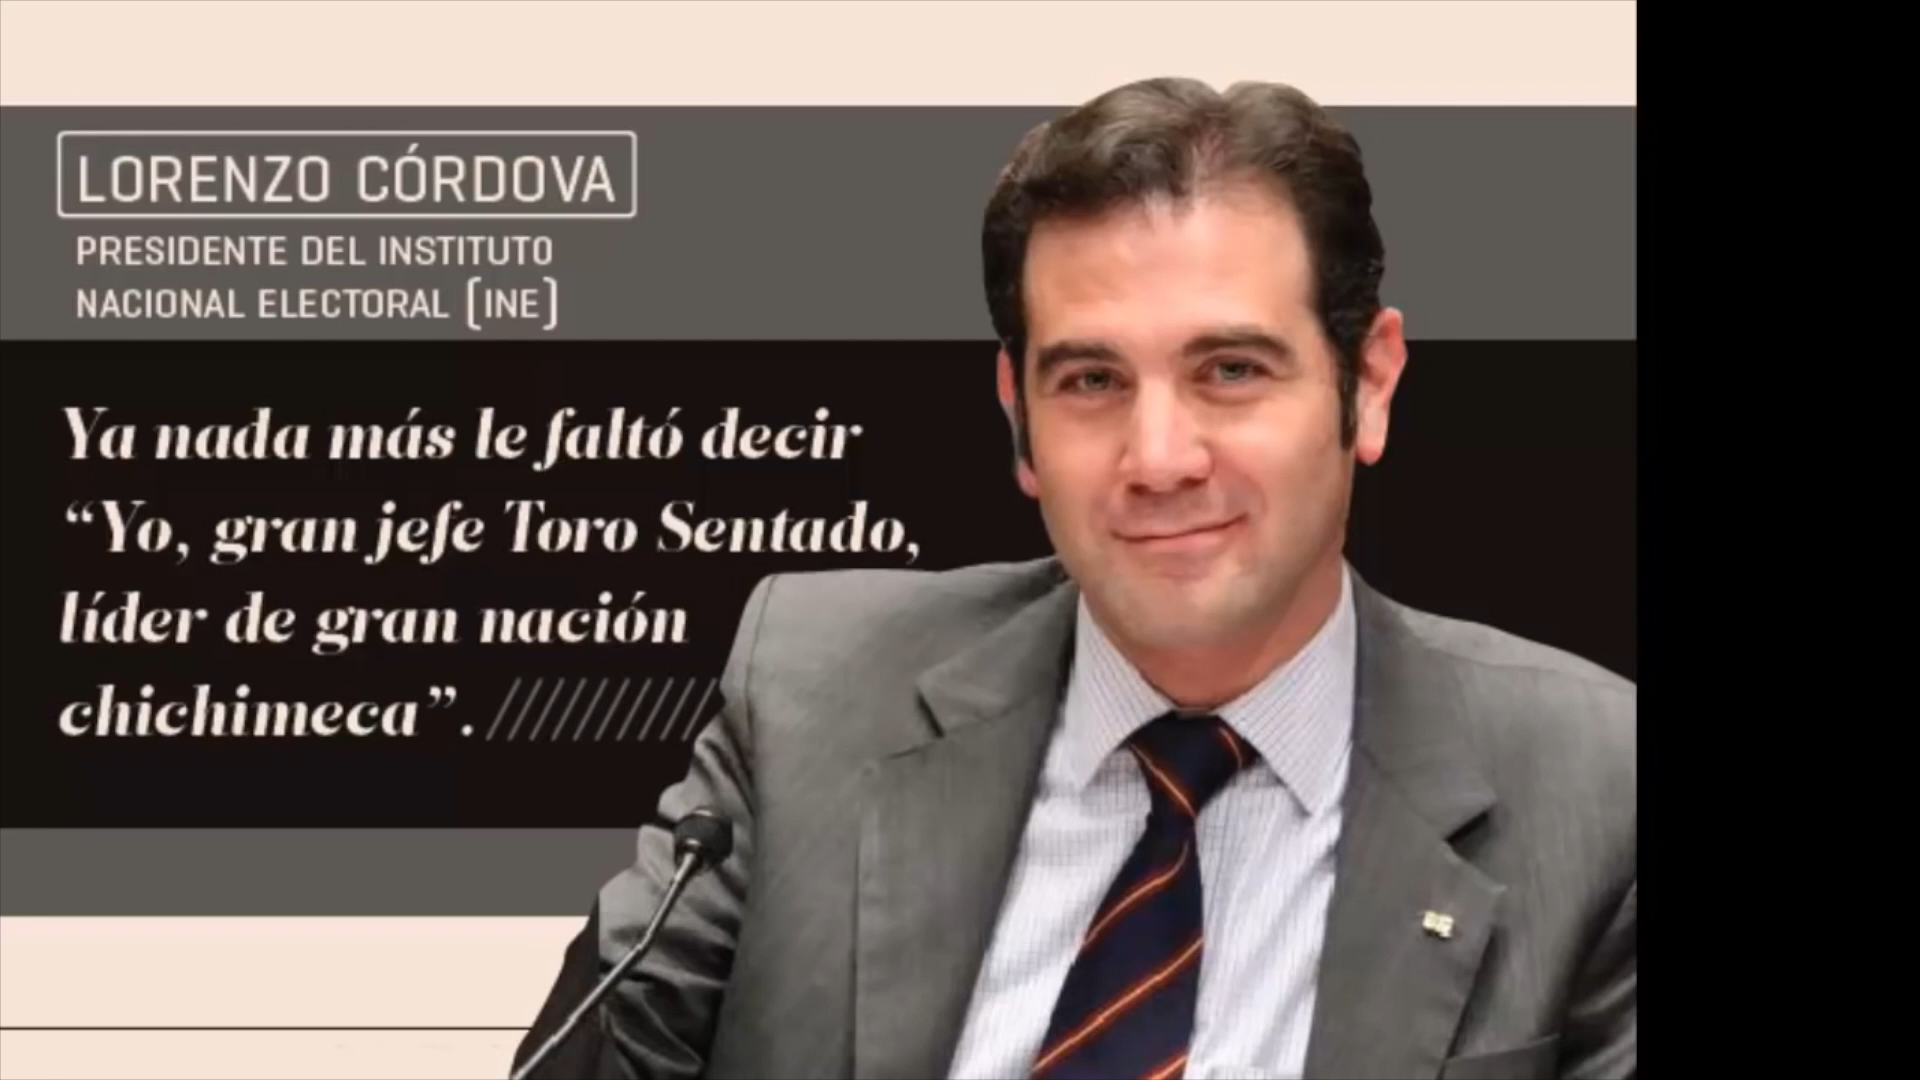 LORENZO CÓRDOVA
PRESIDENTE DEL INSTITUTO
NACIONAL ELECTORAL (INE)
Ya nada más le faltó decir
“Yo, gran jefe Toro Sentado,
líder de gran nación
chichimeca”.